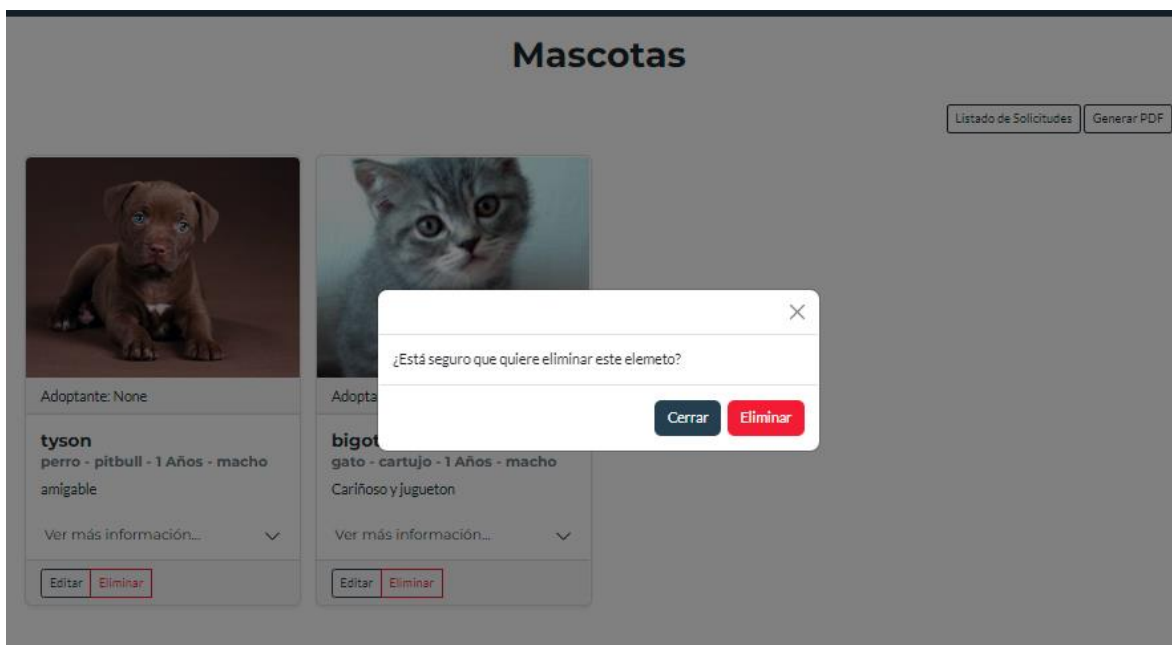 Mascotas
Listado de Solicitudes
Generar PDF
¿Está seguro que quiere eliminar este elemeto?
Cerrar
Eliminar
Adoptante: None
tyson
perro - pitbull - 1 Años - macho
amigable
Ver más información...
Editar
Eliminar
Adopta
bigot
gato - cartujo - 1 Años - macho
Cariñoso y jugueton
Ver más información...
Editar
Eliminar